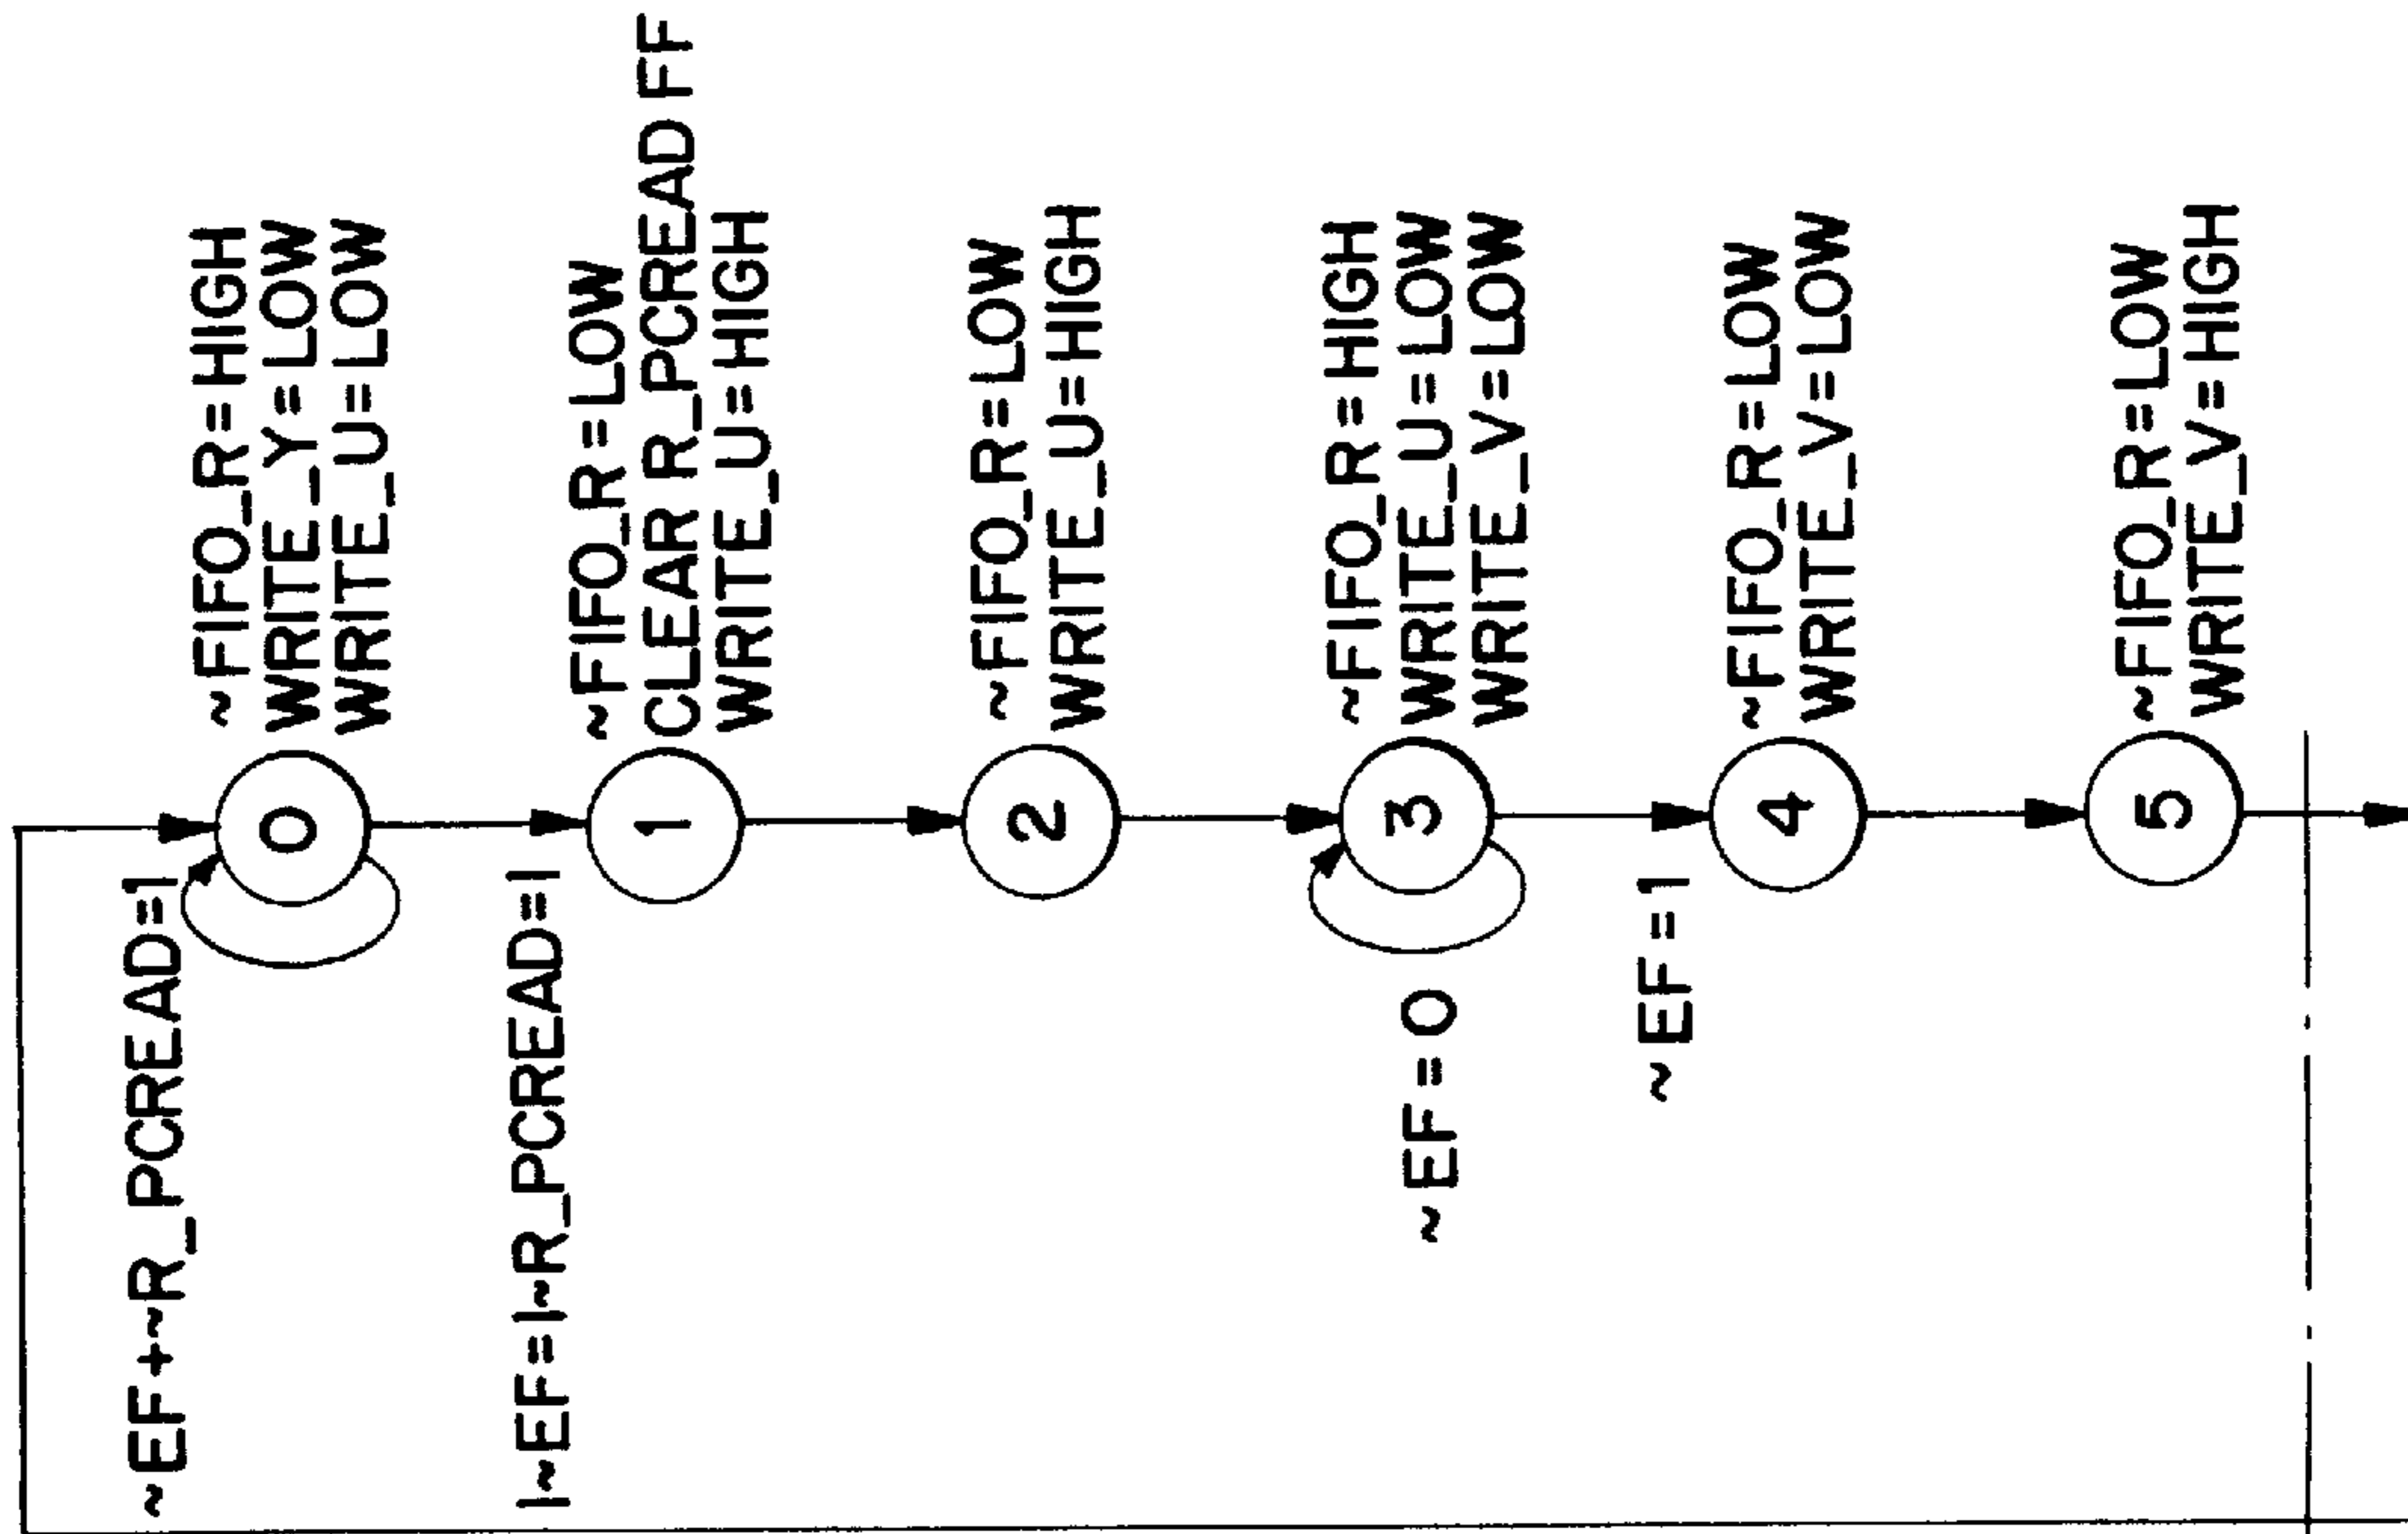 ~EF+~R_PCREAD=1
0
~FIFO_R=HIGH
WRITE_Y=LOW
WRITE_U=LOW
|~EF=|~R_PCREAD=|
1
~FIFO_R=LOW
CLEAR R_PCREAD FF
WRITE_U=HIGH
2
~FIFO_R=LOW
WRITE_U=HIGH
~EF=0
3
~FIFO_R=HIGH
WRITE_U=LOW
WRITE_V=LOW
~EF=1
4
~FIFO_R=LOW
WRITE_V=LOW
5
~FIFO_R=LOW
WRITE_V=HIGH